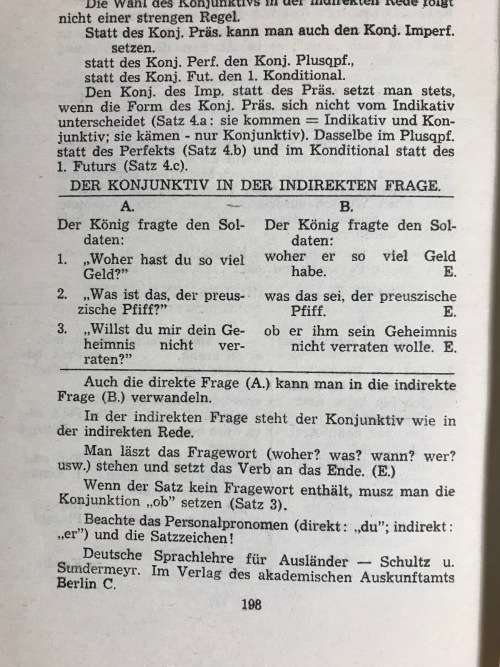 Die Wahl des Konjunktivs in der indirekten Rede folgt
nicht einer strengen Regel.
Statt des Konj. Präs. kann man auch den Konj. Imperf.
setzen.
statt des Konj. Perf. den Konj. Plusqpf.,
statt des Konj. Fut. den 1. Konditional.
Den Konj. des Imp. statt des Präs. setzt man stets,
wenn die Form des Konj. Präs. sich nicht vom Indikativ
unterscheidet (Satz 4.a : sie kommen = Indikativ und Kon-
junktiv; sie kämen - nur Konjunktiv). Dasselbe im Plusqpf.
statt des Perfekts (Satz 4.b) und im Konditional statt des
1. Futurs (Satz 4.c).
DER KONJUNKTIV IN DER INDIREKTEN FRAGE.
A.
Der König fragte den Sol-
daten:
1. „Woher hast du so viel
Geld?"
2. „Was ist das, der preus-
zische Pfiff?"
3. „Willst du mir dein Ge-
heimnis nicht ver-
raten?"
B.
Der König fragte den Sol-
daten:
woher er so viel Geld
habe. E.
was das sei, der preuszische
Pfiff. E.
ob er ihm sein Geheimnis
nicht verraten wolle. E.
Auch die direkte Frage (A.) kann man in die indirekte
Frage (B.) verwandeln.
In der indirekten Frage steht der Konjunktiv wie in
der indirekten Rede.
Man läszt das Fragewort (woher? was? wann? wer?
usw.) stehen und setzt das Verb an das Ende. (E.)
Wenn der Satz kein Fragewort enthält, musz man die
Konjunktion „ob" setzen (Satz 3).
Beachte das Personalpronomen (direkt: „du"; indirekt:
„er") und die Satzzeichen!
Deutsche Sprachlehre für Ausländer — Schultz u.
Sundermeyr. Im Verlag des akademischen Auskunftamts
Berlin C.
198